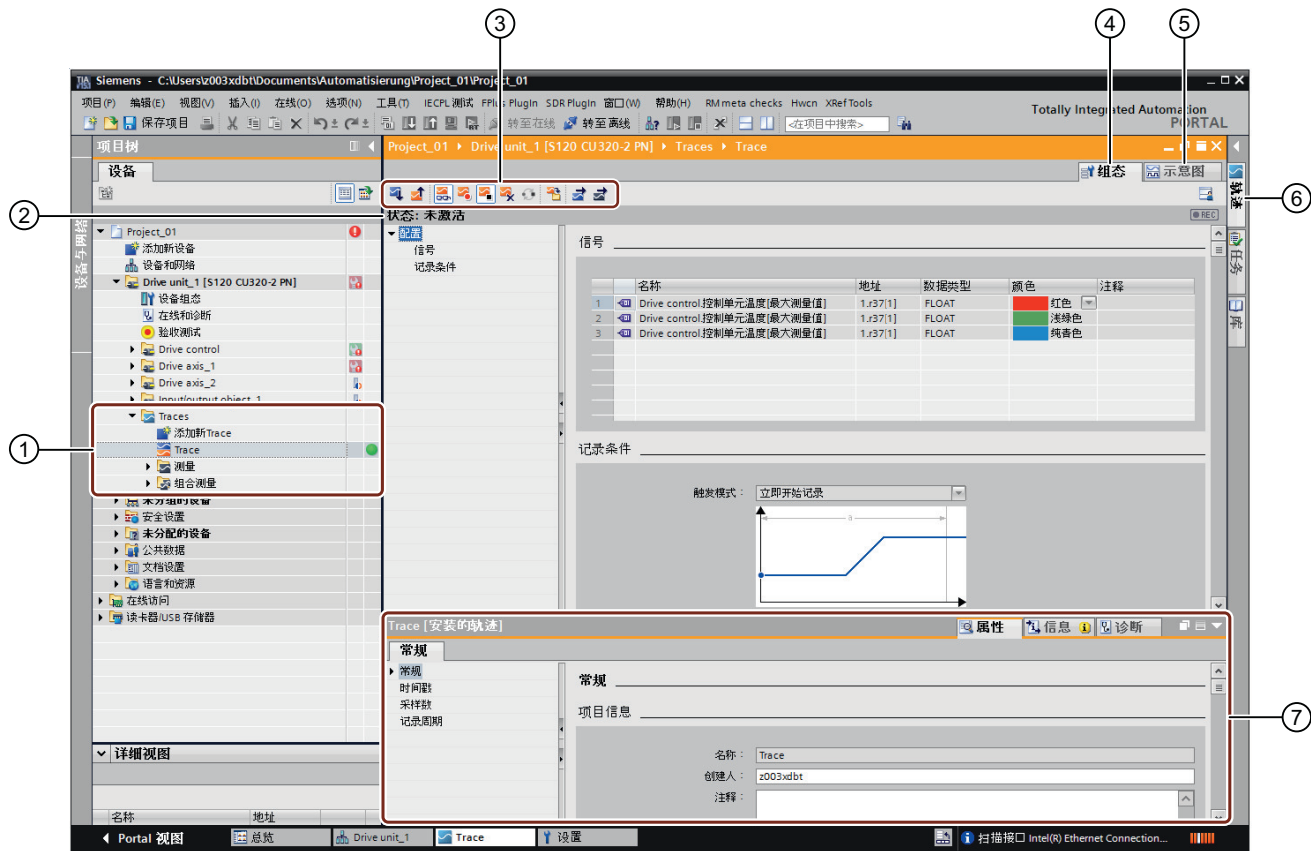 ③ ④ ⑤
Siemens - C:\Users\z003xdbt\Documents\Automatisierung\Project_01\Project_01
项目(P) 编辑(E) 视图(V) 插入(I) 在线(O) 选项(N) 工具(T) IECPL测试 FPlus PlugIn SDR PlugIn 窗口(W) 帮助(H) RM meta checks Hwcn XRefTools
Totally Integrated Automation
PORTAL
保存项目 转至在线 转至离线 <在项目中搜索>
项目树
Project_01 Drive unit_1 [S120 CU320-2 PN] Traces Trace
设备
组态 示意图
轨迹
⑥
②
状态: 未激活
REC
设备与网络
Project_01
添加新设备
设备和网络
Drive unit_1 [S120 CU320-2 PN]
设备组态
在线和诊断
验收测试
Drive control
Drive axis_1
Drive axis_2
Input/output object_1
①
Traces
添加新Trace
Trace
测量
组合测量
未分组的设备
安全设置
未分配的设备
公共数据
文档设置
语言和资源
在线访问
读卡器/USB 存储器
配置
信号
记录条件
信号
名称 地址 数据类型 颜色 注释
1 Drive control.控制单元温度[最大测量值] 1.r37[1] FLOAT 红色
2 Drive control.控制单元温度[最大测量值] 1.r37[1] FLOAT 浅绿色
3 Drive control.控制单元温度[最大测量值] 1.r37[1] FLOAT 纯青色
任务
库
记录条件
触发模式： 立即开始记录
a
Trace [安装的轨迹]
属性 信息 诊断
常规
常规
时间戳
采样数
记录周期
常规
项目信息
⑦
名称： Trace
创建人： z003xdbt
注释：
详细视图
名称 地址
Portal 视图 总览 Drive unit_1 Trace 设置
扫描接口 Intel(R) Ethernet Connection...